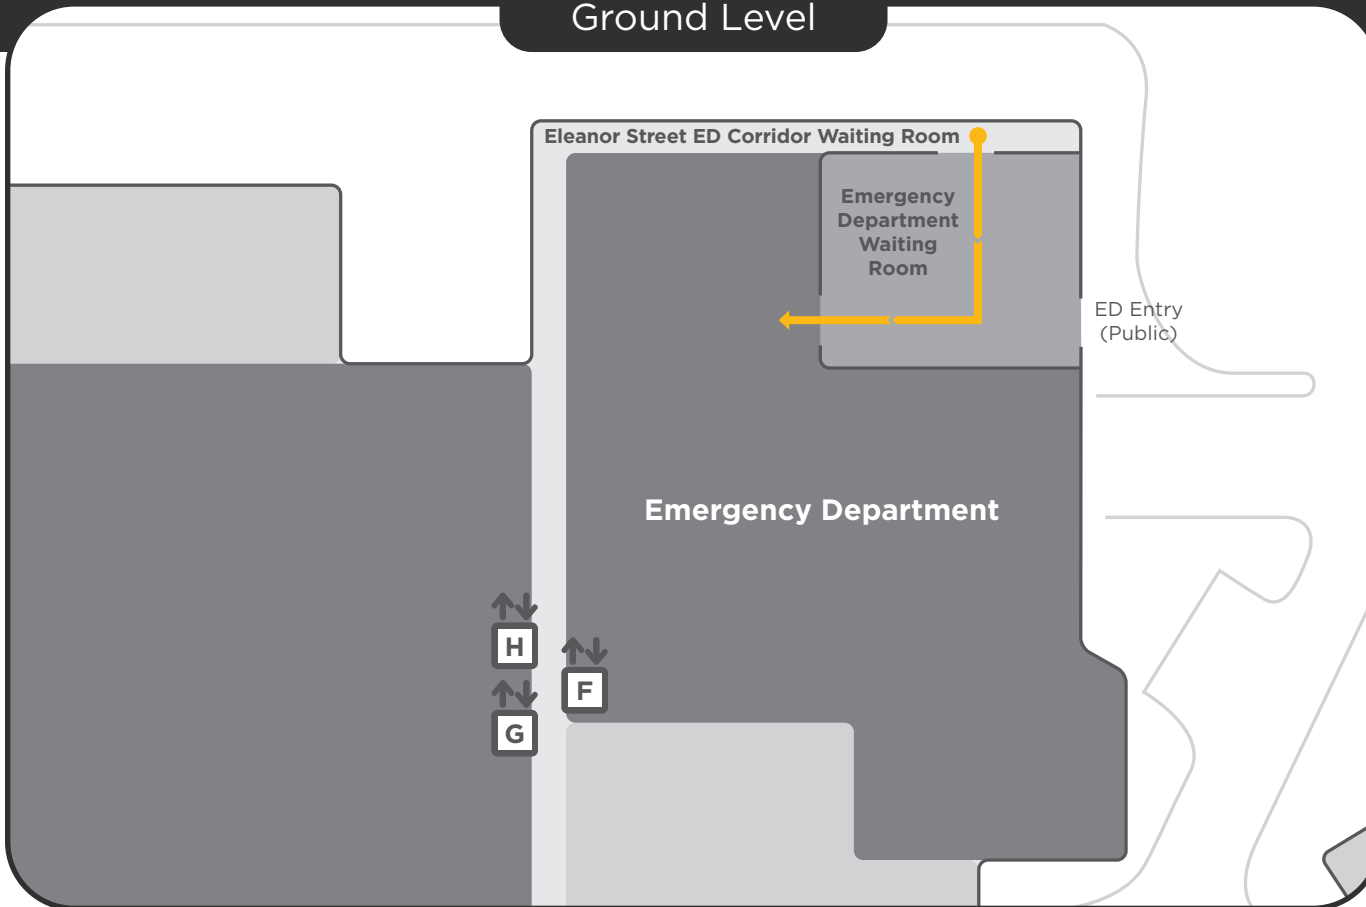 Ground Level
Eleanor Street ED Corridor Waiting Room
Emergency
Department
Waiting
Room
ED Entry
(Public)
Emergency Department
H
F
G